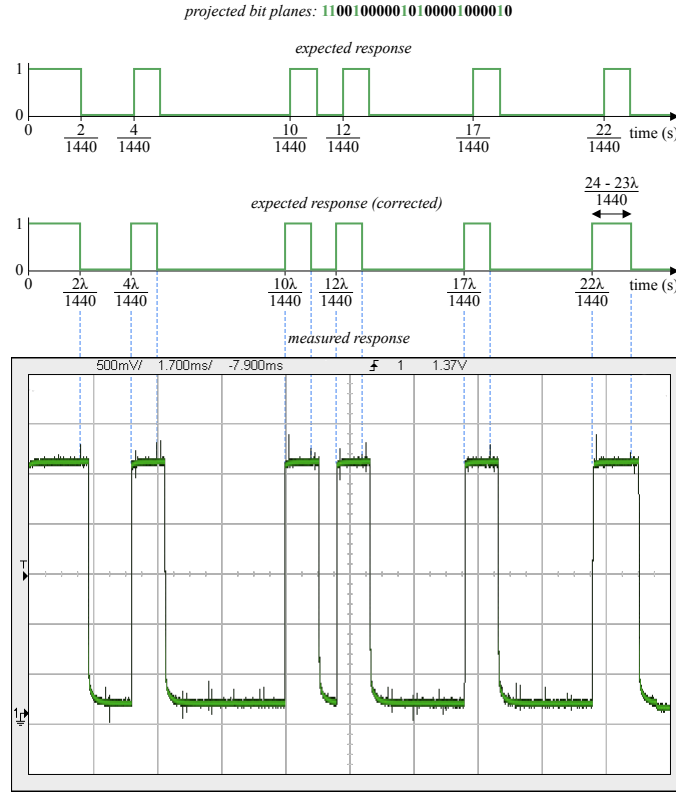 projected bit planes: 110010000010100001000010
expected response
1
0
0 2/1440 4/1440 10/1440 12/1440 17/1440 22/1440 time (s)
24 - 23λ/1440
expected response (corrected)
1
0
0 2λ/1440 4λ/1440 10λ/1440 12λ/1440 17λ/1440 22λ/1440 time (s)
measured response
500mV/ 1.700ms/ -7.900ms 1 1.37V
T
1